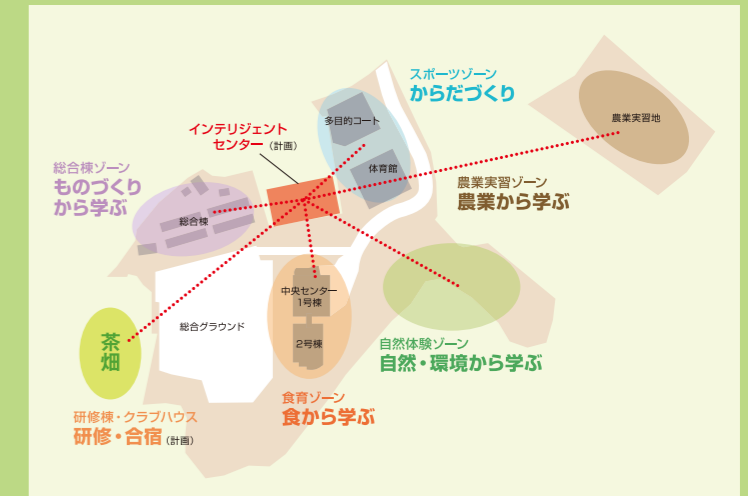 スポーツゾーン
からだづくり
多目的コート
体育館
農業実習地
インテリジェント
センター（計画）
総合棟ゾーン
ものづくり
から学ぶ
総合棟
農業実習ゾーン
農業から学ぶ
中央センター
1号棟
2号棟
総合グラウンド
茶
畑
自然体験ゾーン
自然・環境から学ぶ
食育ゾーン
食から学ぶ
研修棟・クラブハウス
研修・合宿（計画）